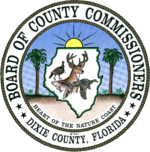 BOARD OF COUNTY COMMISSIONERS
HEART OF THE NATURE COAST
DIXIE COUNTY, FLORIDA